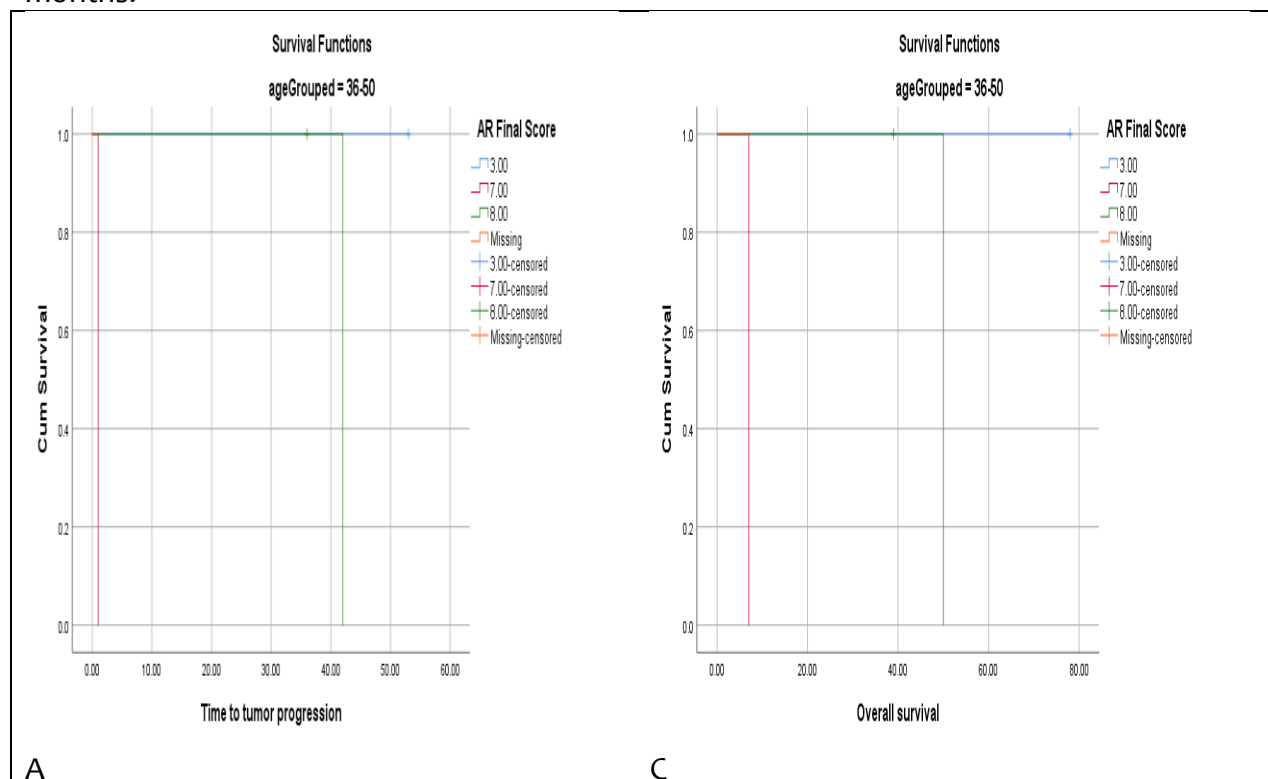 months.
Survival Functions
ageGrouped = 36-50
AR Final Score
3.00
7.00
8.00
Missing
3.00-censored
7.00-censored
8.00-censored
Missing-censored
Cum Survival
1.0
0.8
0.6
0.4
0.2
0.0
0.00 10.00 20.00 30.00 40.00 50.00 60.00
Time to tumor progression
A
Survival Functions
ageGrouped = 36-50
AR Final Score
3.00
7.00
8.00
Missing
3.00-censored
7.00-censored
8.00-censored
Missing-censored
Cum Survival
1.0
0.8
0.6
0.4
0.2
0.0
0.00 20.00 40.00 60.00 80.00
Overall survival
C